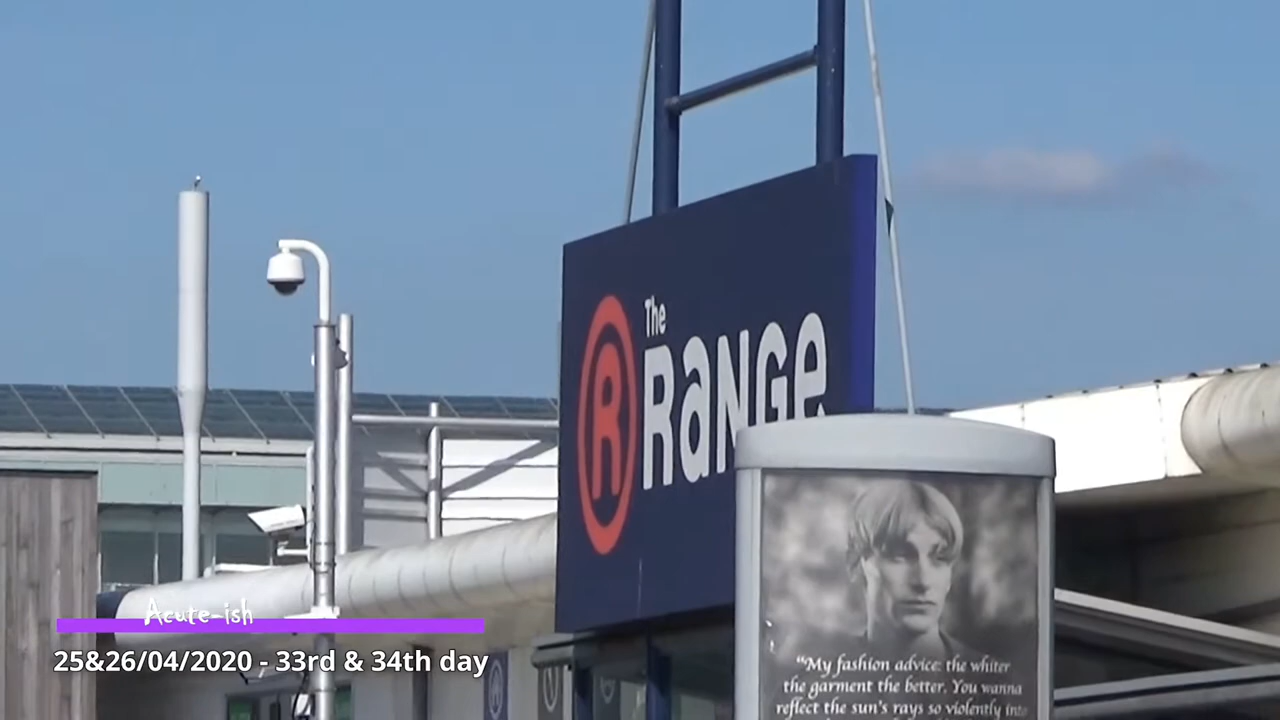 The
RaNGe
R
Acute-ish
25&26/04/2020 - 33rd & 34th day
“My fashion advice: the whiter
the garment the better. You wanna
reflect the sun's rays so violently into